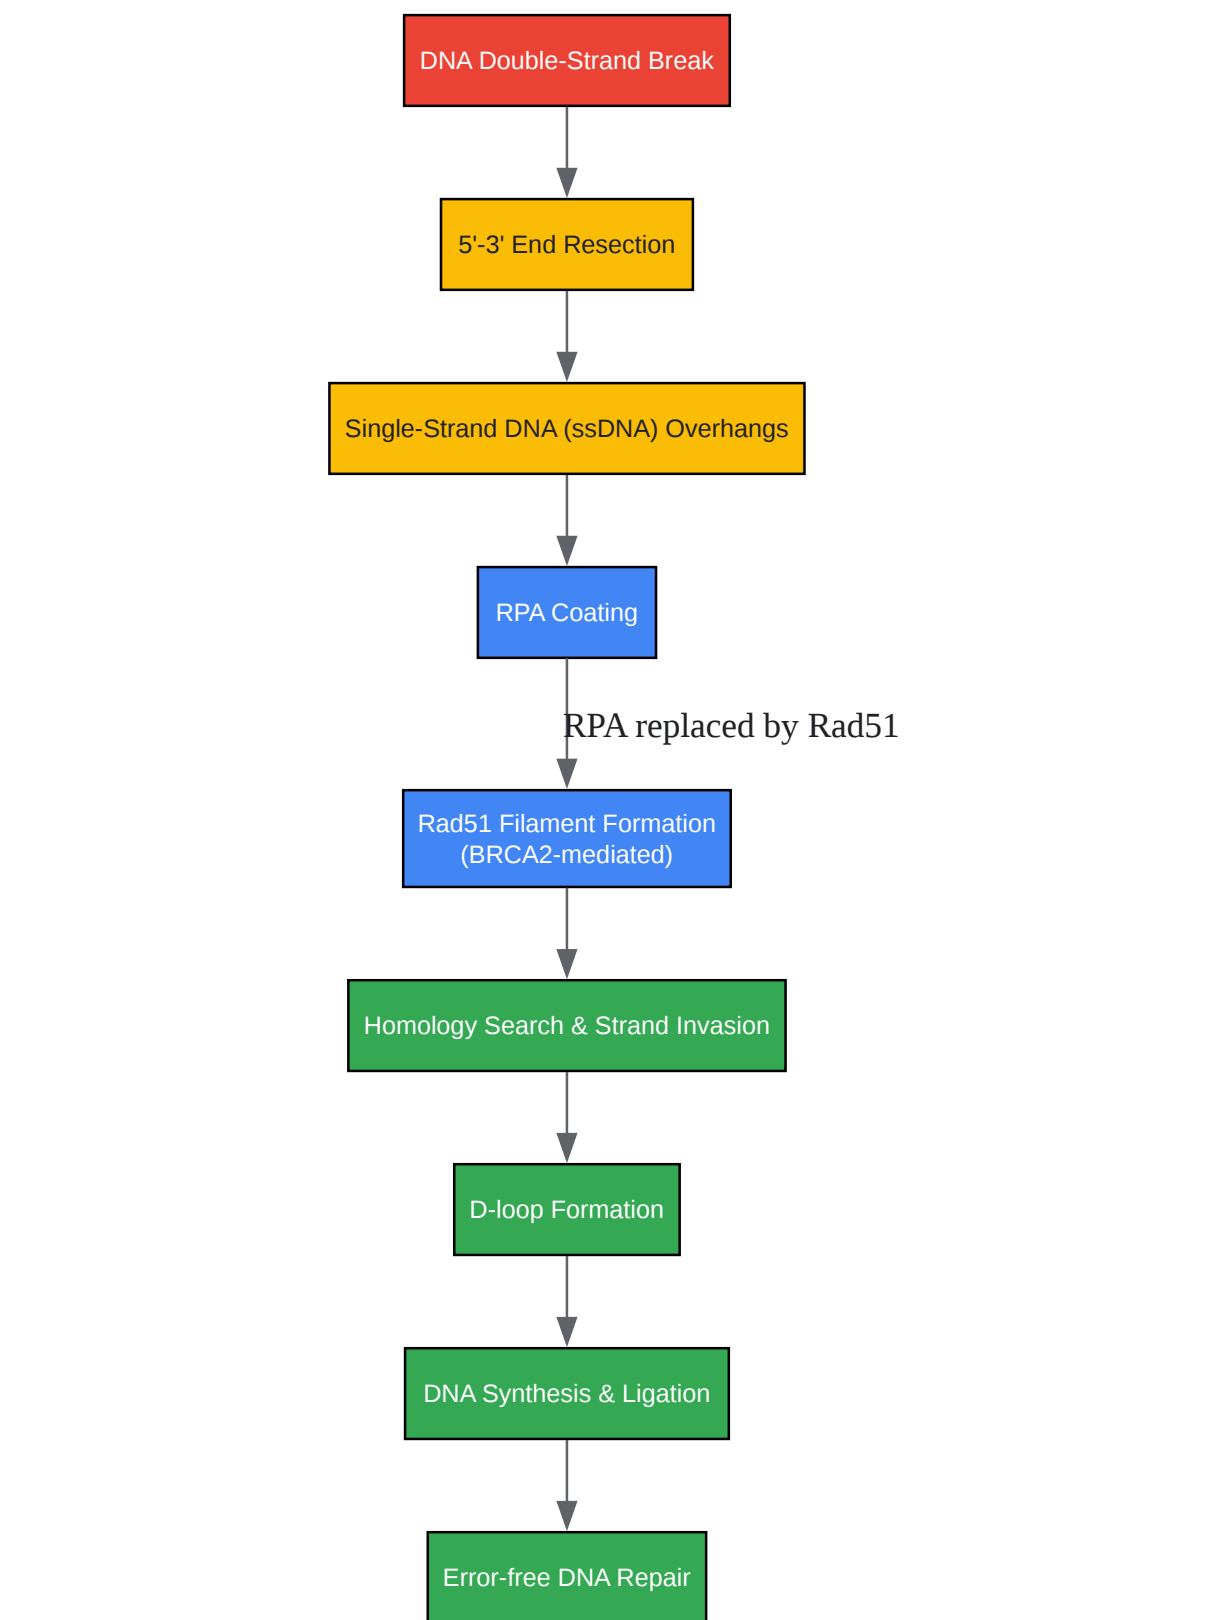 DNA Double-Strand Break
5'-3' End Resection
Single-Strand DNA (ssDNA) Overhangs
RPA Coating
RPA replaced by Rad51
Rad51 Filament Formation
(BRCA2-mediated)
Homology Search & Strand Invasion
D-loop Formation
DNA Synthesis & Ligation
Error-free DNA Repair